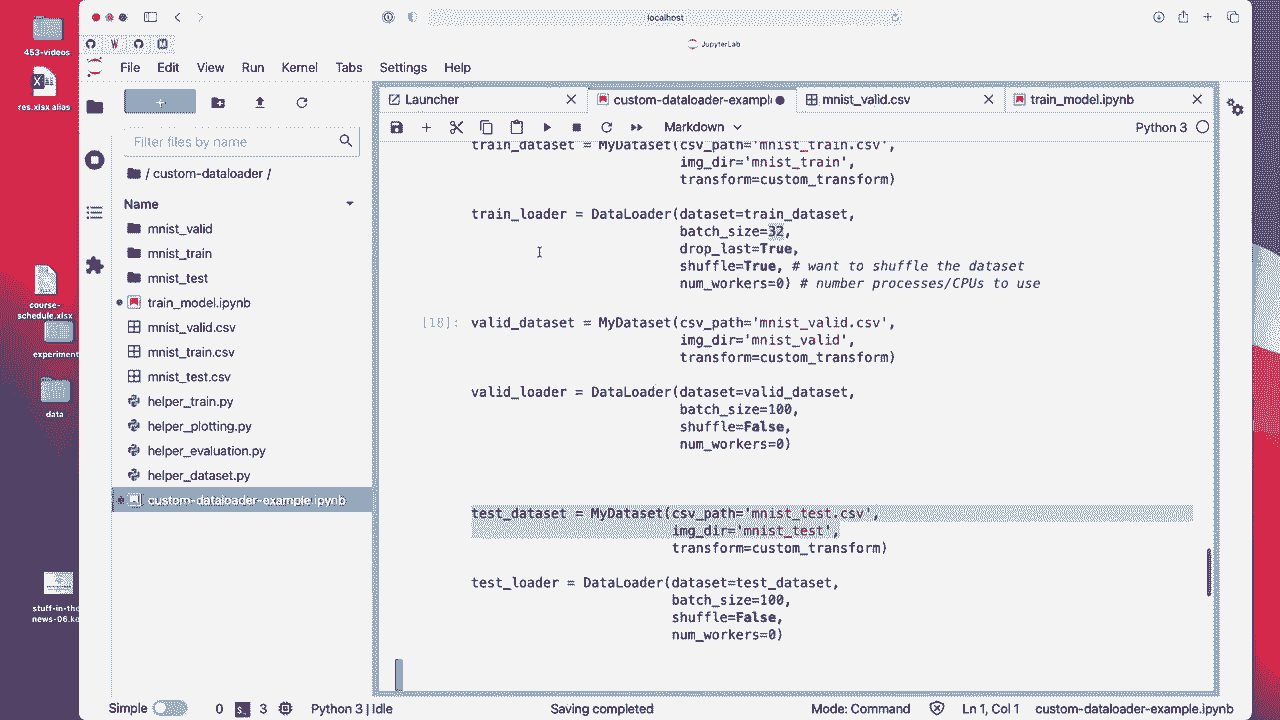 localhost
JupyterLab
453-videos
res.xlsx alias
course-schedule.xlsx
experiment
data
stuff-in-the
news-06.ke
File Edit View Run Kernel Tabs Settings Help
Filter files by name
/ custom-dataloader /
Name
mnist_valid
mnist_train
mnist_test
train_model.ipynb
mnist_valid.csv
mnist_train.csv
mnist_test.csv
helper_train.py
helper_plotting.py
helper_evaluation.py
helper_dataset.py
custom-dataloader-example.ipynb
Launcher custom-dataloader-example mnist_valid.csv train_model.ipynb
Markdown Python 3
train_dataset = MyDataset(csv_path='mnist_train.csv',
img_dir='mnist_train',
transform=custom_transform)
train_loader = DataLoader(dataset=train_dataset,
batch_size=32,
drop_last=True,
shuffle=True, # want to shuffle the dataset
num_workers=0) # number processes/CPUs to use
[18]: valid_dataset = MyDataset(csv_path='mnist_valid.csv',
img_dir='mnist_valid',
transform=custom_transform)
valid_loader = DataLoader(dataset=valid_dataset,
batch_size=100,
shuffle=False,
num_workers=0)
test_dataset = MyDataset(csv_path='mnist_test.csv',
img_dir='mnist_test',
transform=custom_transform)
test_loader = DataLoader(dataset=test_dataset,
batch_size=100,
shuffle=False,
num_workers=0)
Simple 0 3 Python 3 | Idle Saving completed Mode: Command Ln 1, Col 1 custom-dataloader-example.ipynb